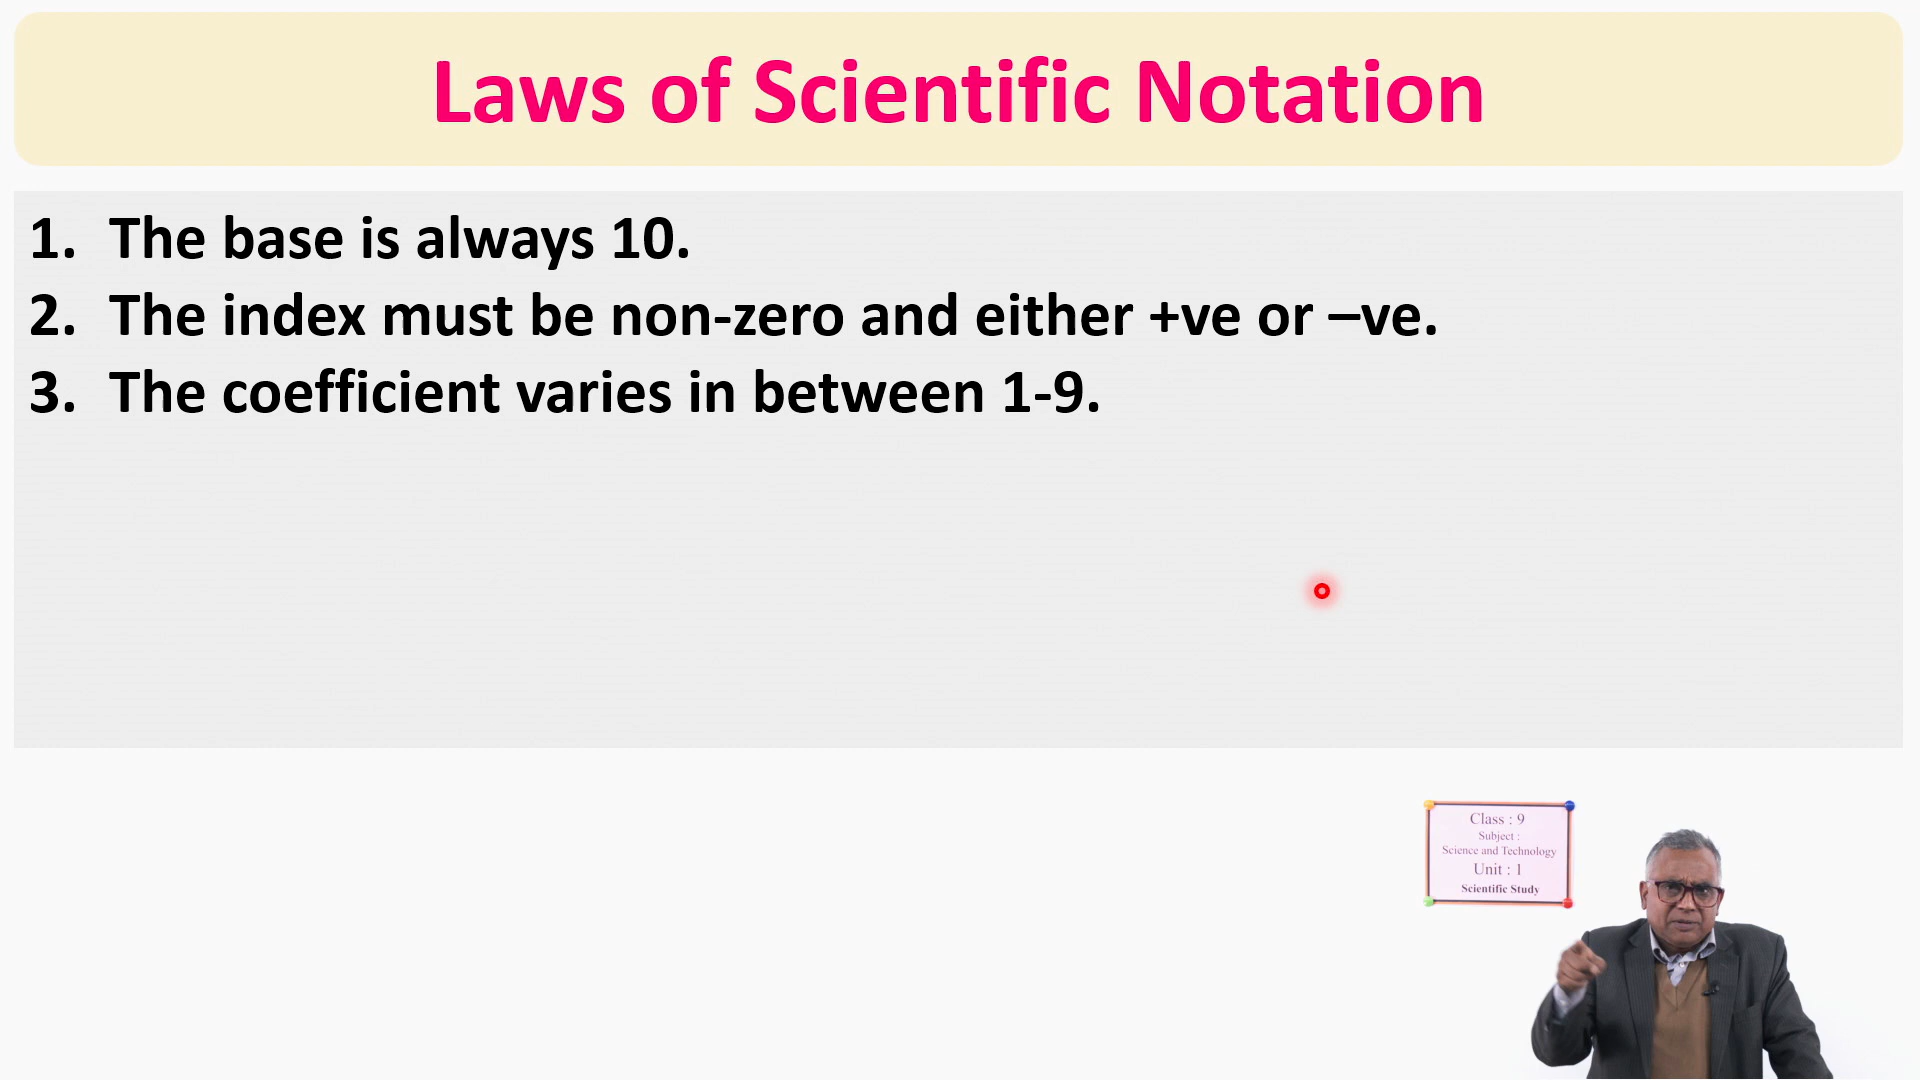 Laws of Scientific Notation
1. The base is always 10.
2. The index must be non-zero and either +ve or –ve.
3. The coefficient varies in between 1-9.
Class : 9
Subject :
Science and Technology
Unit : 1
Scientific Study